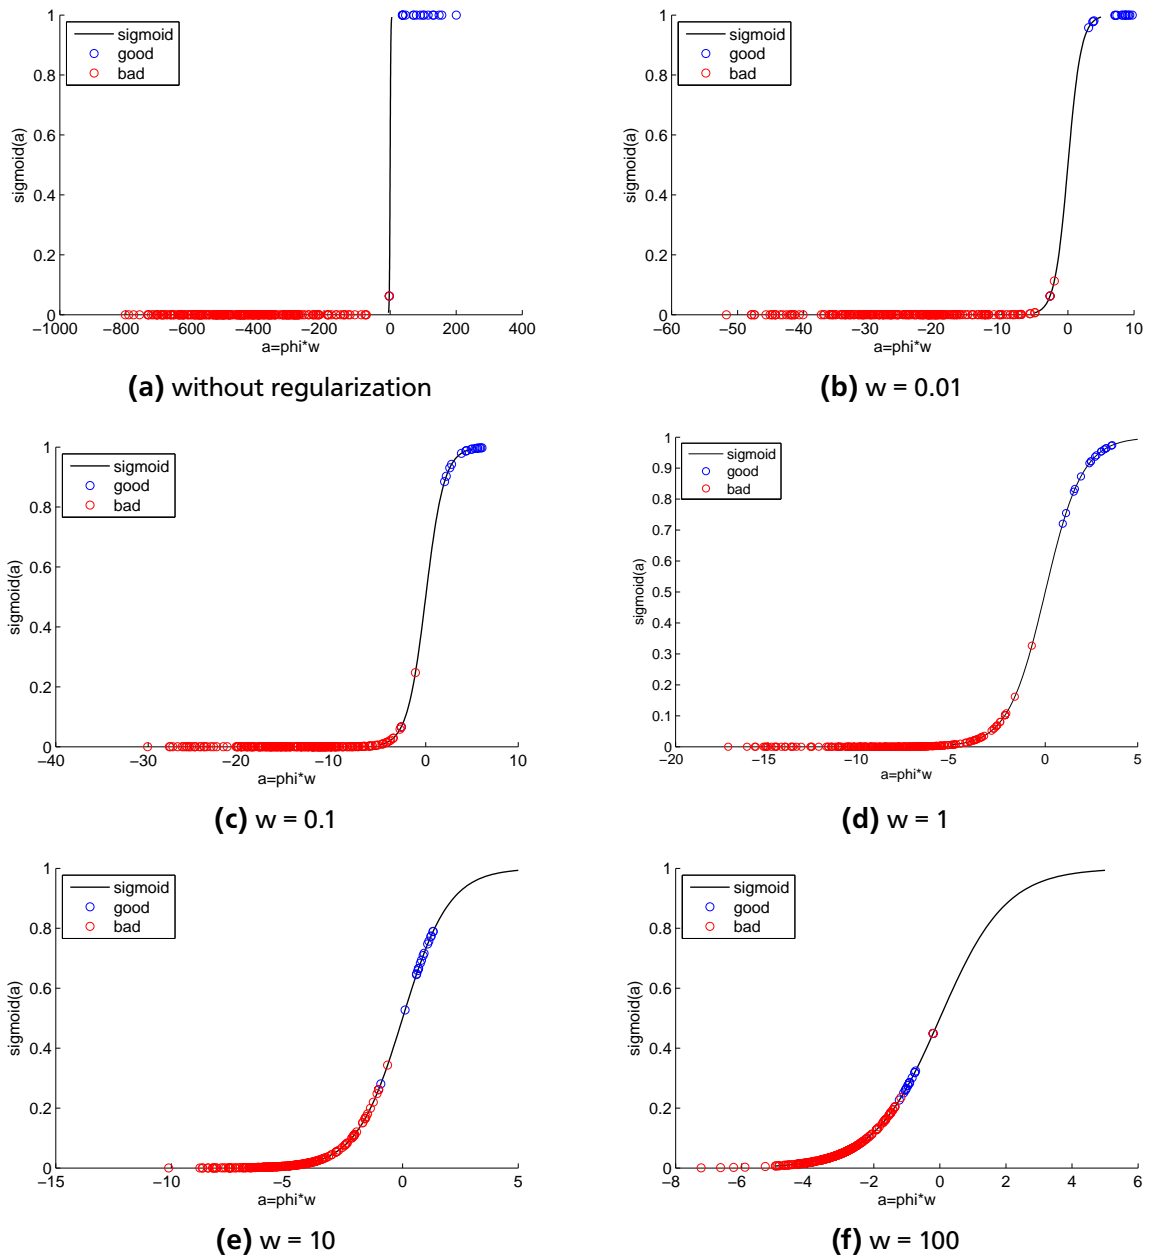 1
0.8
0.6
0.4
0.2
0
sigmoid(a)
sigmoid
good
bad
−1000 −800 −600 −400 −200 0 200 400
a=phi*w
(a) without regularization
1
0.8
0.6
0.4
0.2
0
sigmoid(a)
sigmoid
good
bad
−60 −50 −40 −30 −20 −10 0 10
a=phi*w
(b) w = 0.01
1
0.8
0.6
0.4
0.2
0
sigmoid(a)
sigmoid
good
bad
−40 −30 −20 −10 0 10
a=phi*w
(c) w = 0.1
1
0.9
0.8
0.7
0.6
0.5
0.4
0.3
0.2
0.1
0
sigmoid(a)
sigmoid
good
bad
−20 −15 −10 −5 0 5
a=phi*w
(d) w = 1
1
0.8
0.6
0.4
0.2
0
sigmoid(a)
sigmoid
good
bad
−15 −10 −5 0 5
a=phi*w
(e) w = 10
1
0.8
0.6
0.4
0.2
0
sigmoid(a)
sigmoid
good
bad
−8 −6 −4 −2 0 2 4 6
a=phi*w
(f) w = 100